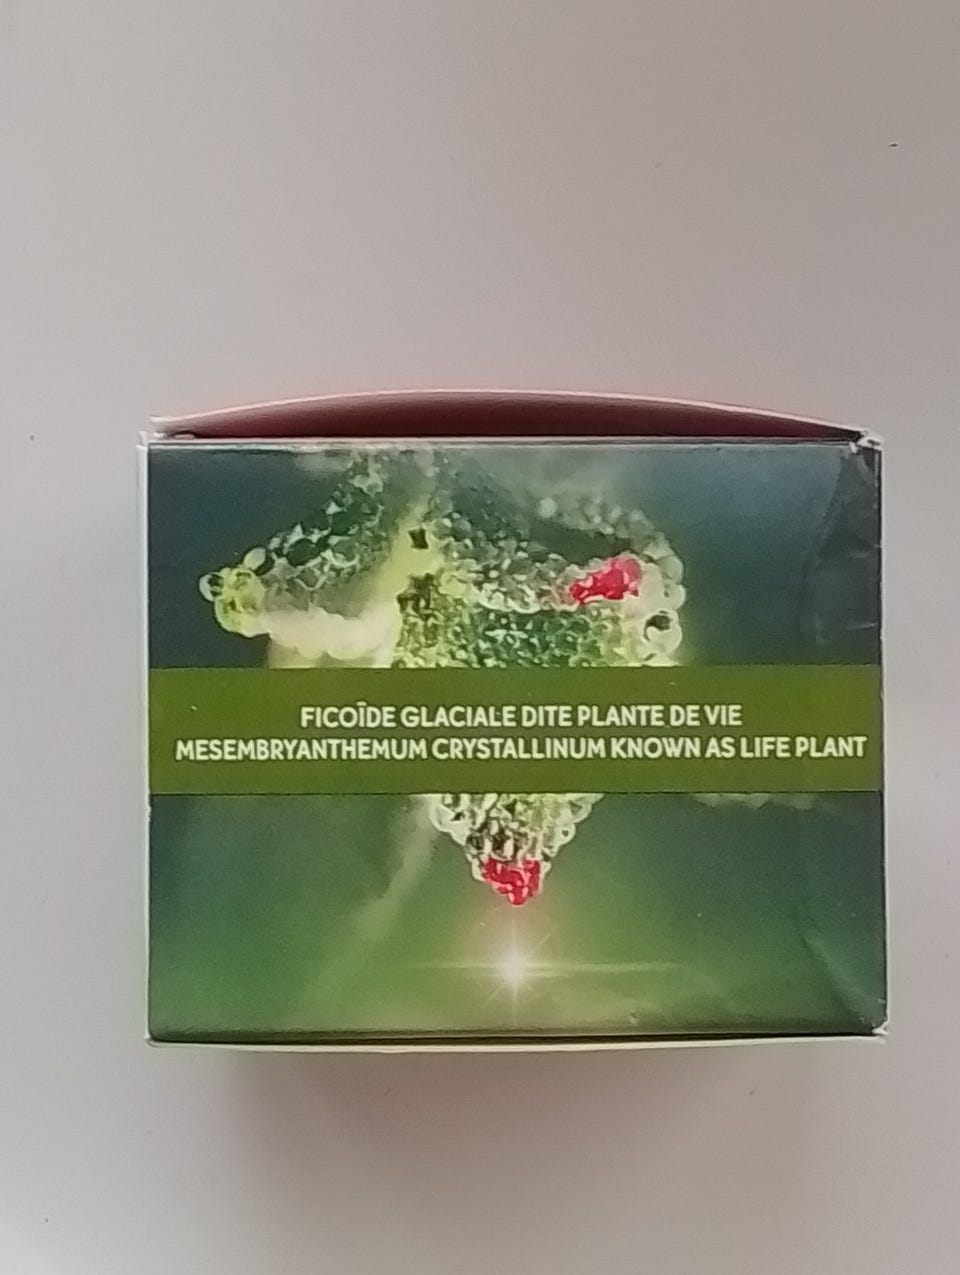 FICOÏDE GLACIALE DITE PLANTE DE VIE
MESEMBRYANTHEMUM CRYSTALLINUM KNOWN AS LIFE PLANT